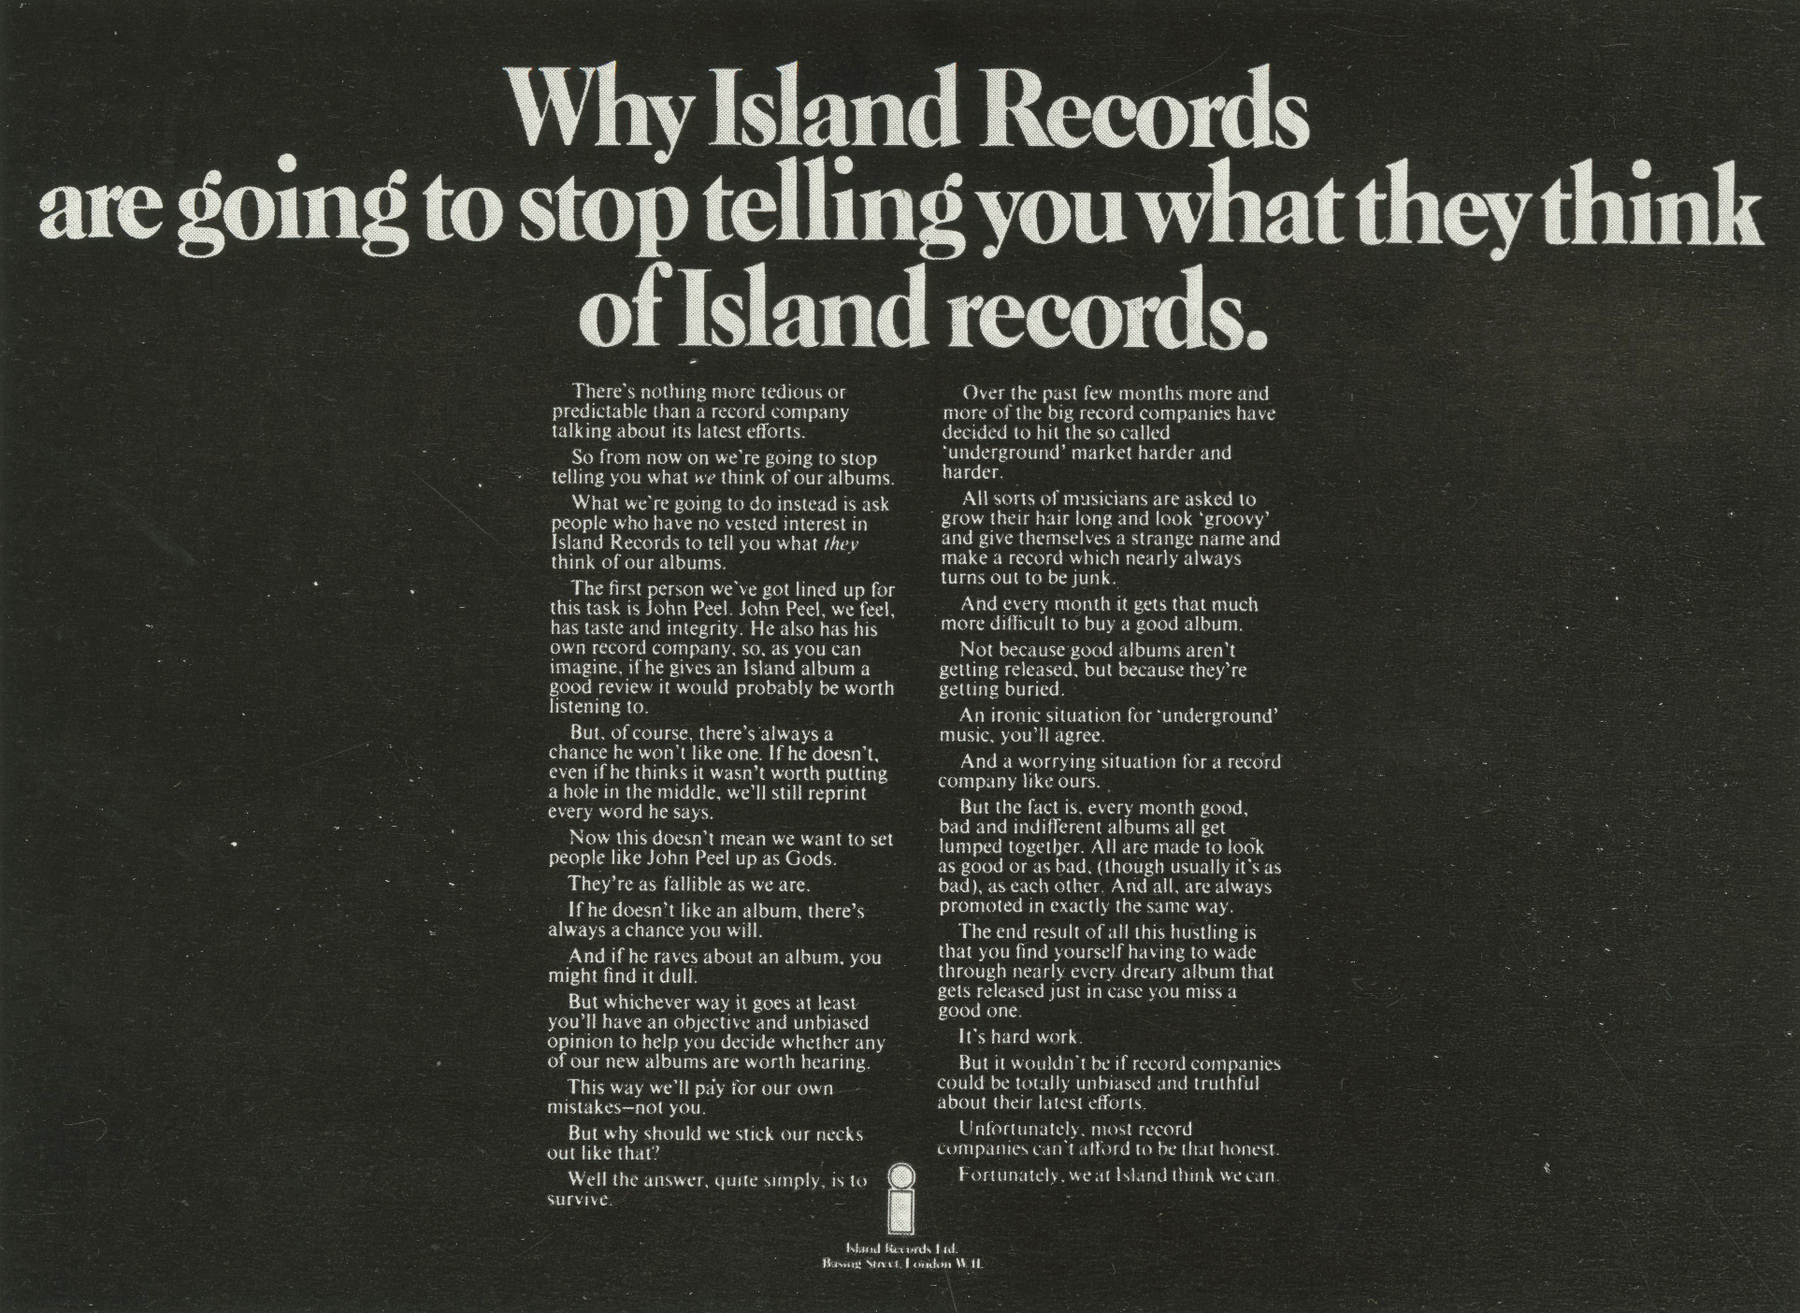 Why Island Records
are going to stop telling you what they think
of Island records.
There's nothing more tedious or
predictable than a record company
talking about its latest efforts.
So from now on we're going to stop
telling you what we think of our albums.
What we're going to do instead is ask
people who have no vested interest in
Island Records to tell you what they
think of our albums.
The first person we've got lined up for
this task is John Peel. John Peel, we feel,
has taste and integrity. He also has his
own record company, so, as you can
imagine, if he gives an Island album a
good review it would probably be worth
listening to.
But, of course, there's always a
chance he won't like one. If he doesn't,
even if he thinks it wasn't worth putting
a hole in the middle, we'll still reprint
every word he says.
Now this doesn't mean we want to set
people like John Peel up as Gods.
They're as fallible as we are.
If he doesn't like an album, there's
always a chance you will.
And if he raves about an album, you
might find it dull.
But whichever way it goes at least
you'll have an objective and unbiased
opinion to help you decide whether any
of our new albums are worth hearing.
This way we'll pay for our own
mistakes—not you.
But why should we stick our necks
out like that?
Well the answer, quite simply, is to
survive.
Over the past few months more and
more of the big record companies have
decided to hit the so called
'underground' market harder and
harder.
All sorts of musicians are asked to
grow their hair long and look 'groovy'
and give themselves a strange name and
make a record which nearly always
turns out to be junk.
And every month it gets that much
more difficult to buy a good album.
Not because good albums aren't
getting released, but because they're
getting buried.
An ironic situation for 'underground'
music, you'll agree.
And a worrying situation for a record
company like ours.
But the fact is, every month good,
bad and indifferent albums all get
lumped together. All are made to look
as good or as bad, (though usually it's as
bad), as each other. And all, are always
promoted in exactly the same way.
The end result of all this hustling is
that you find yourself having to wade
through nearly every dreary album that
gets released just in case you miss a
good one.
It's hard work.
But it wouldn't be if record companies
could be totally unbiased and truthful
about their latest efforts.
Unfortunately, most record
companies can't afford to be that honest.
Fortunately, we at Island think we can.
Island Records Ltd.
Basing Street, London W.11.